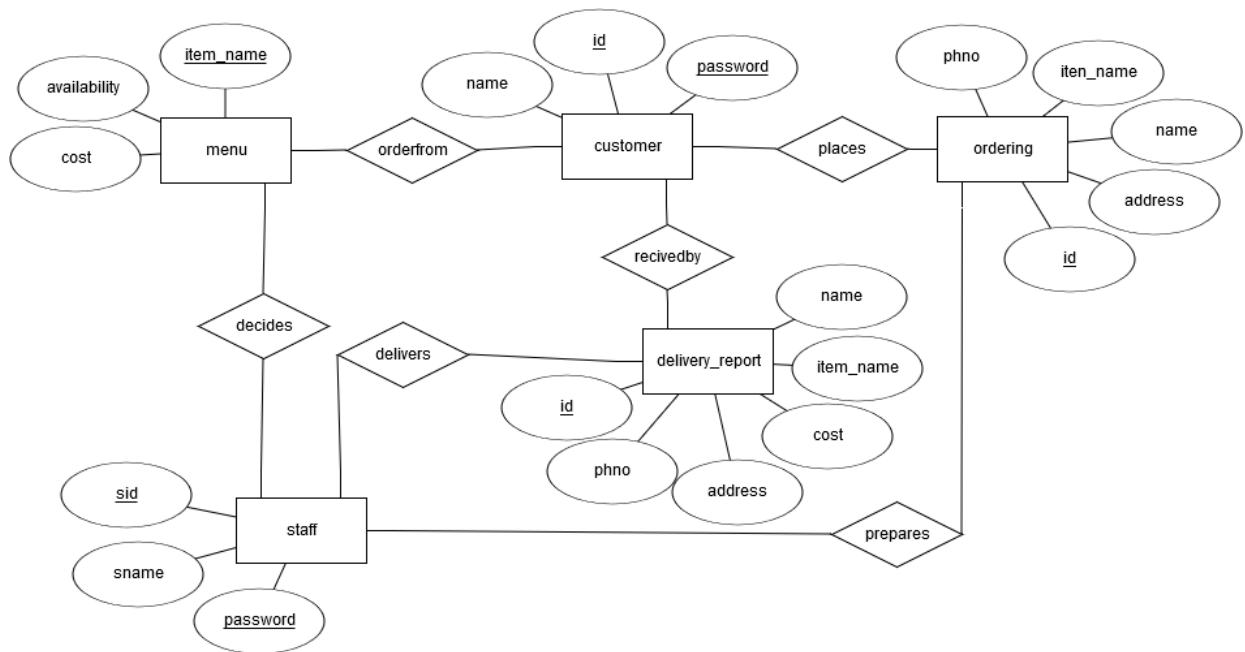 item_name
availability
cost
menu
orderfrom
name
id
password
customer
places
phno
iten_name
name
address
id
ordering
recivedby
decides
delivers
delivery_report
name
item_name
cost
address
phno
id
sid
sname
password
staff
prepares